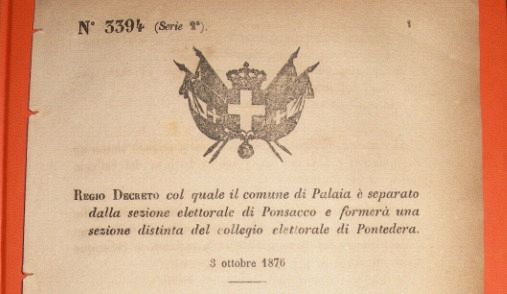 N° 3394 (Serie 2ª). 1
REGIO DECRETO col quale il comune di Palaia è separato
dalla sezione elettorale di Ponsacco e formerà una
sezione distinta del collegio elettorale di Pontedera.
3 ottobre 1876